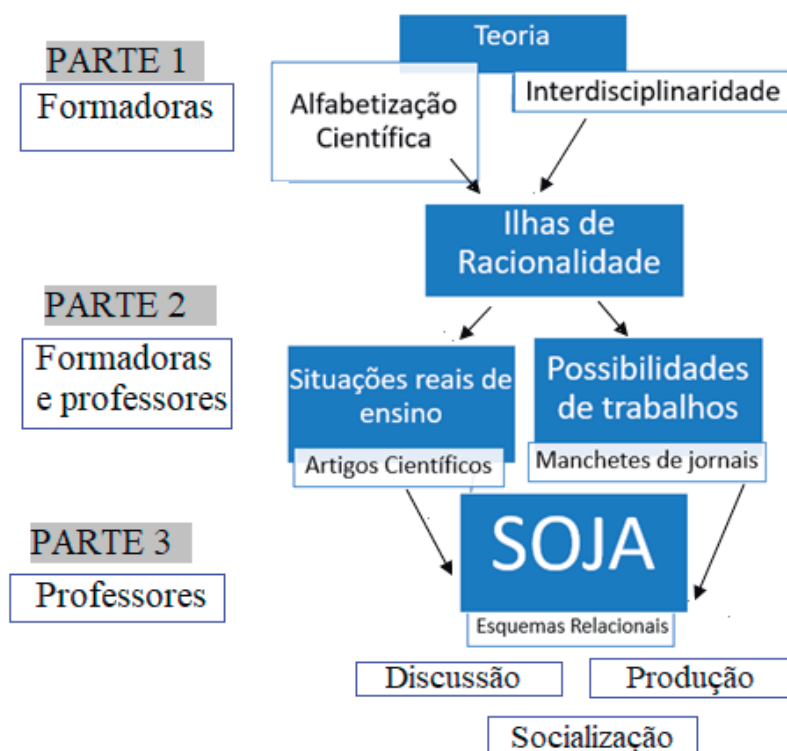 Teoria
PARTE 1
Formadoras
Alfabetização
Científica
Interdisciplinaridade
Ilhas de
Racionalidade
PARTE 2
Formadoras
e professores
Situações reais de
ensino
Artigos Científicos
Possibilidades
de trabalhos
Manchetes de jornais
PARTE 3
Professores
SOJA
Esquemas Relacionais
Discussão
Produção
Socialização